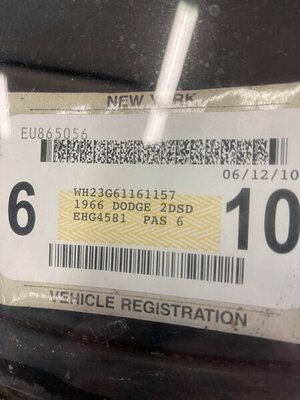 NEW YORK
EU865056
06/12/10
6
WH23G61161157
1966 DODGE 2DSD
EHG4581 PAS 6
10
VEHICLE REGISTRATION